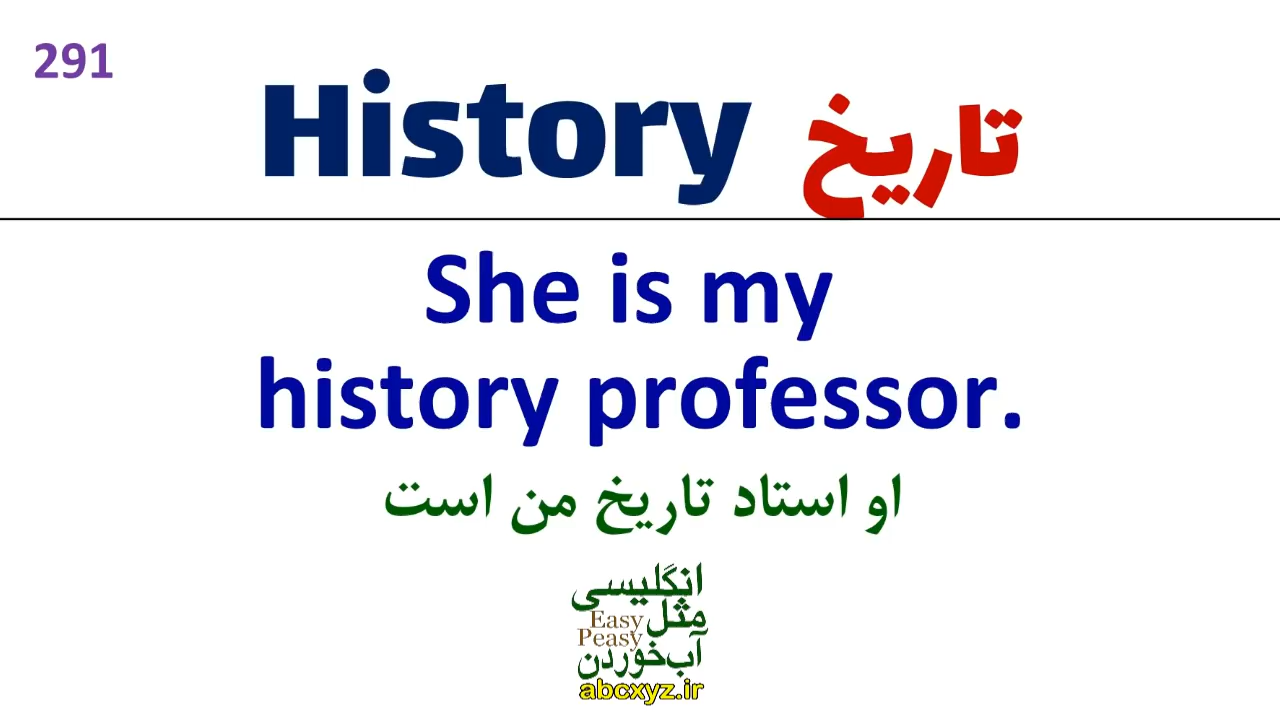 291
History تاریخ
She is my
history professor.
او استاد تاریخ من است
انگلیسی
مثل
Easy
Peasy
آب‌خوردن
abcxyz.ir